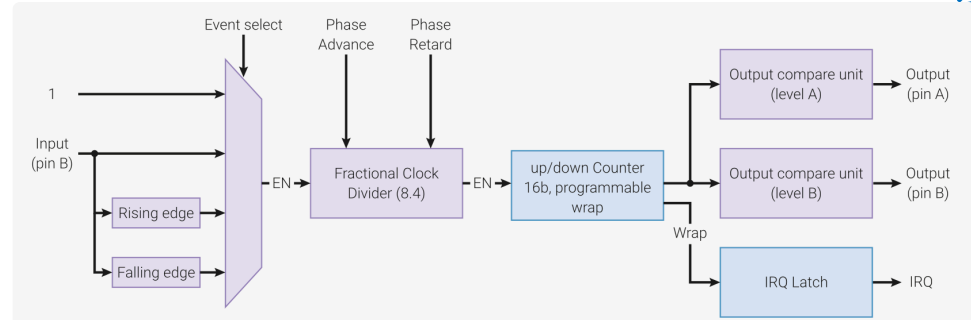 Event select
Phase
Advance
Phase
Retard
1
Input
(pin B)
Rising edge
Falling edge
EN
Fractional Clock
Divider (8.4)
EN
up/down Counter
16b, programmable
wrap
Wrap
Output compare unit
(level A)
Output
(pin A)
Output compare unit
(level B)
Output
(pin B)
IRQ Latch
IRQ